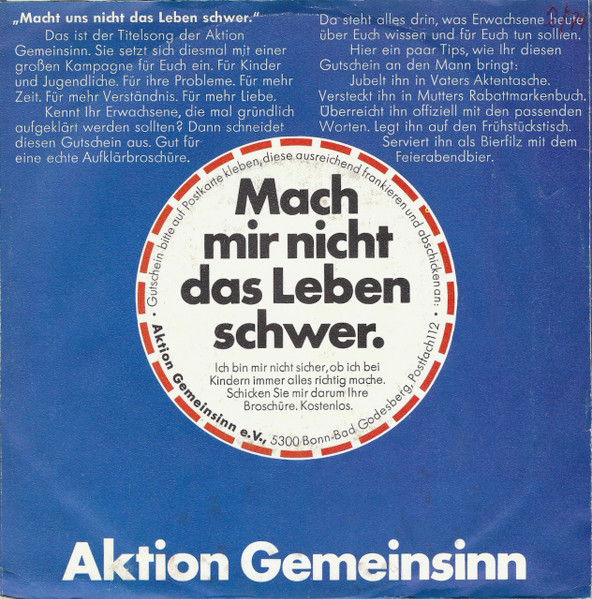 „Macht uns nicht das Leben schwer.“
Das ist der Titelsong der Aktion
Gemeinsinn. Sie setzt sich diesmal mit einer
großen Kampagne für Euch ein. Für Kinder
und Jugendliche. Für ihre Probleme. Für mehr
Zeit. Für mehr Verständnis. Für mehr Liebe.
Kennt Ihr Erwachsene, die mal gründlich
aufgeklärt werden sollten? Dann schneidet
diesen Gutschein aus. Gut für
eine echte Aufklärbroschüre.
Da steht alles drin, was Erwachsene heute
über Euch wissen und für Euch tun sollten.
Hier ein paar Tips, wie Ihr diesen
Gutschein an den Mann bringt:
Jubelt ihn in Vaters Aktentasche.
Versteckt ihn in Mutters Rabattmarkenbuch.
Überreicht ihn offiziell mit den passenden
Worten. Legt ihn auf den Frühstückstisch.
Serviert ihn als Bierfilz mit dem
Feierabendbier.
• Gutschein bitte auf Postkarte kleben, diese ausreichend frankieren und abschicken an: •
Mach
mir nicht
das Leben
schwer.
Ich bin mir nicht sicher, ob ich bei
Kindern immer alles richtig mache.
Schicken Sie mir darum Ihre
Broschüre. Kostenlos.
Aktion Gemeinsinn e.V., 5300 Bonn-Bad Godesberg, Postfach 112
Aktion Gemeinsinn